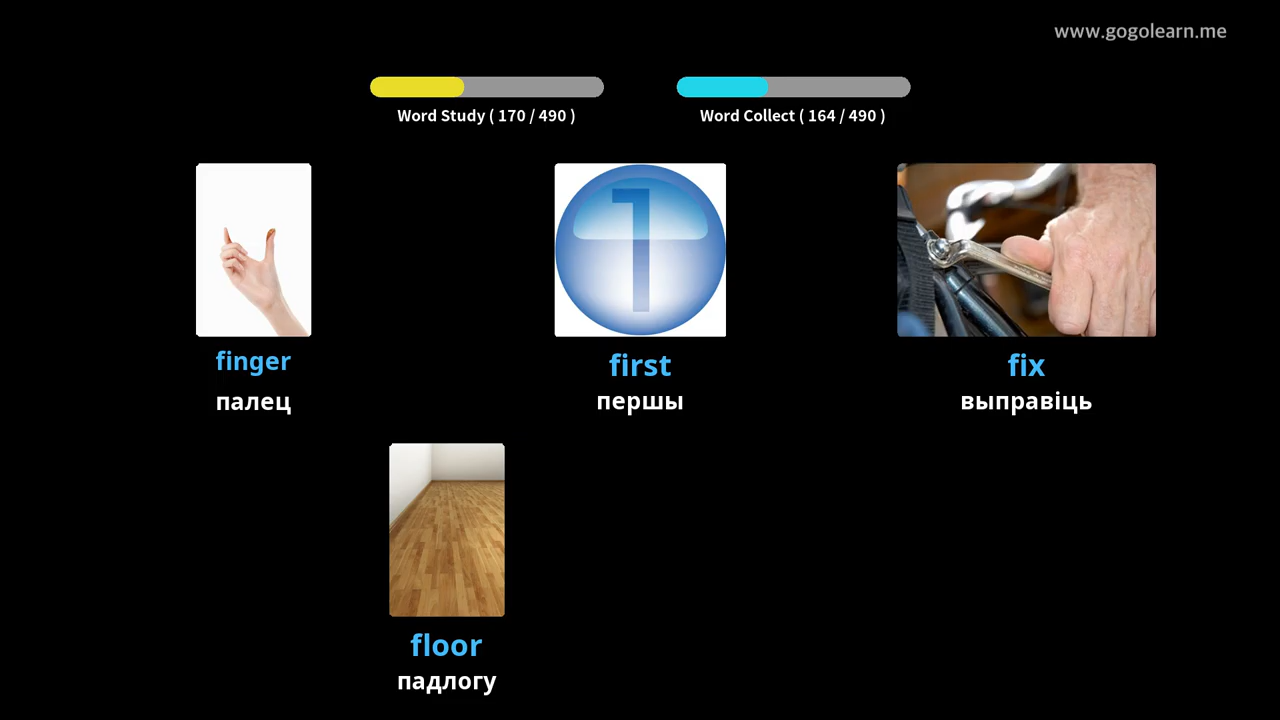 www.gogolearn.me
Word Study ( 170 / 490 )
Word Collect ( 164 / 490 )
1
finger
first
fix
палец
першы
выправіць
floor
падлогу